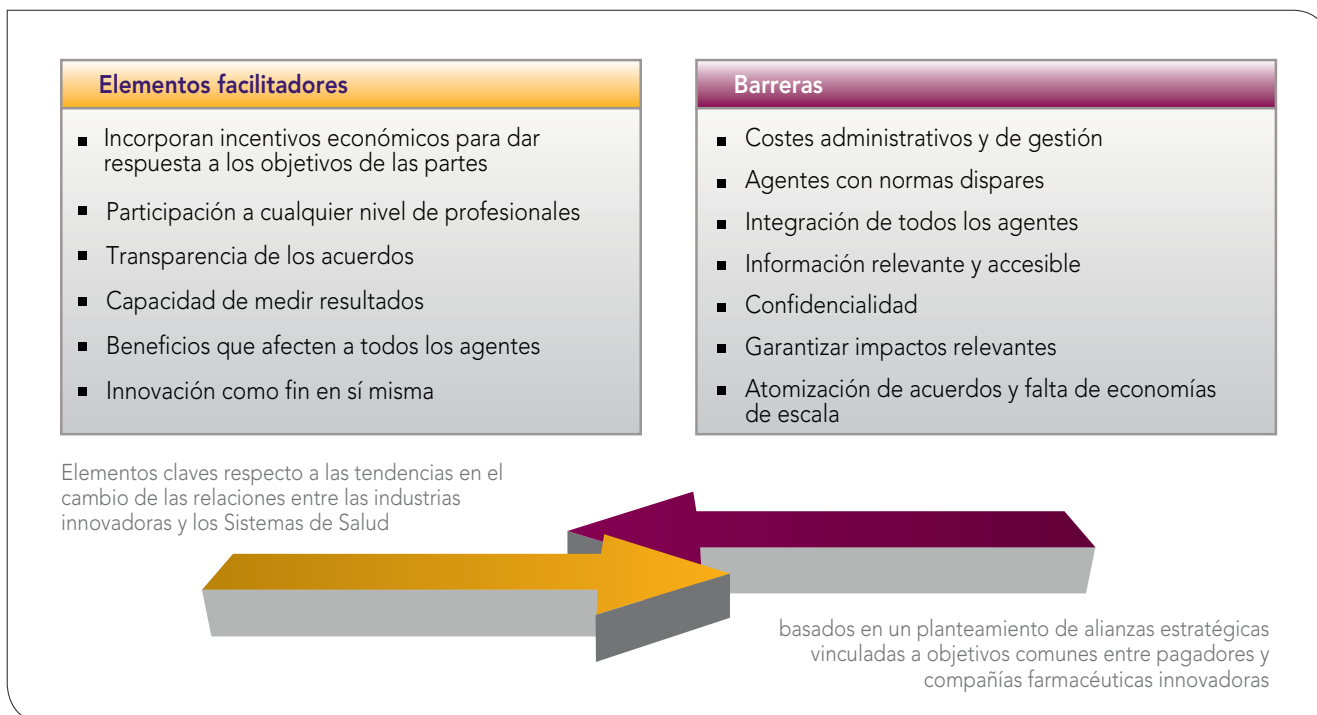 Elementos facilitadores
Incorporan incentivos económicos para dar
respuesta a los objetivos de las partes
Participación a cualquier nivel de profesionales
Transparencia de los acuerdos
Capacidad de medir resultados
Beneficios que afecten a todos los agentes
Innovación como fin en sí misma
Barreras
Costes administrativos y de gestión
Agentes con normas dispares
Integración de todos los agentes
Información relevante y accesible
Confidencialidad
Garantizar impactos relevantes
Atomización de acuerdos y falta de economías
de escala
Elementos claves respecto a las tendencias en el
cambio de las relaciones entre las industrias
innovadoras y los Sistemas de Salud
basados en un planteamiento de alianzas estratégicas
vinculadas a objetivos comunes entre pagadores y
compañías farmacéuticas innovadoras